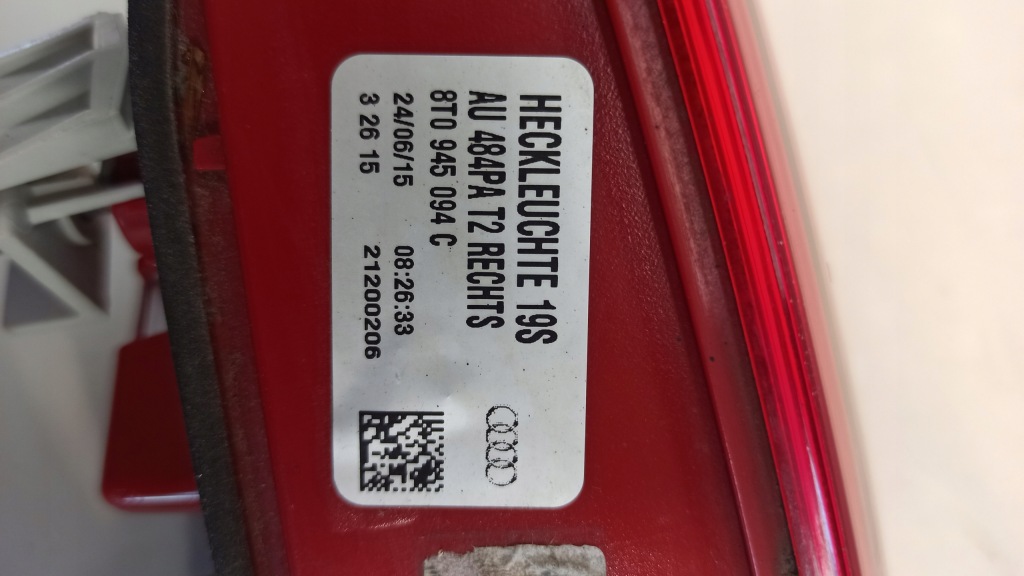 HECKLEUCHTE 19S
AU 484PA T2 RECHTS
8T0 945 094 C
24/06/15 08:26:33
3 26 15 21200206